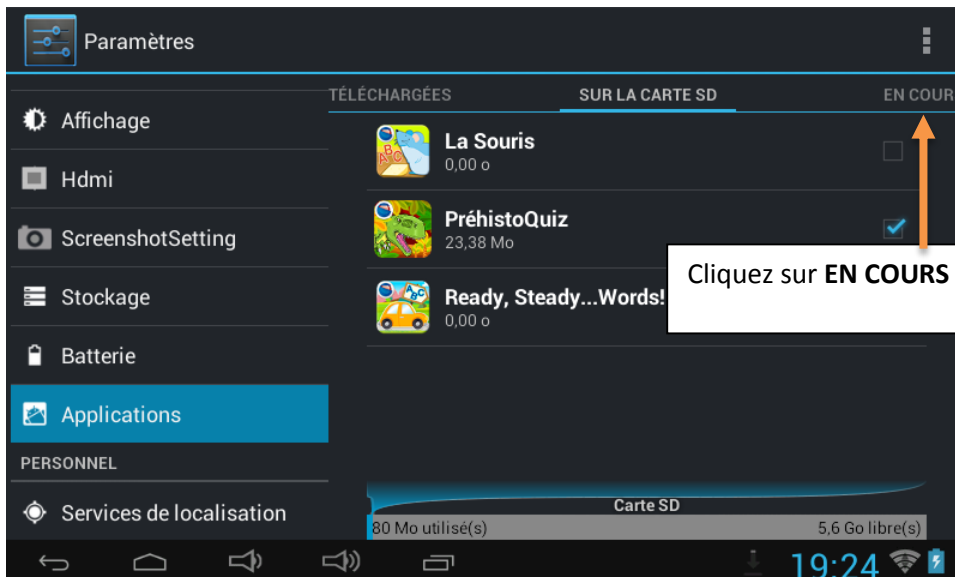 Paramètres
TÉLÉCHARGÉES
SUR LA CARTE SD
EN COUR
Affichage
Hdmi
ScreenshotSetting
Stockage
Batterie
Applications
PERSONNEL
Services de localisation
La Souris
0,00 o
PréhistoQuiz
23,38 Mo
Ready, Steady...Words!
0,00 o
Cliquez sur EN COURS
Carte SD
80 Mo utilisé(s)
5,6 Go libre(s)
19:24